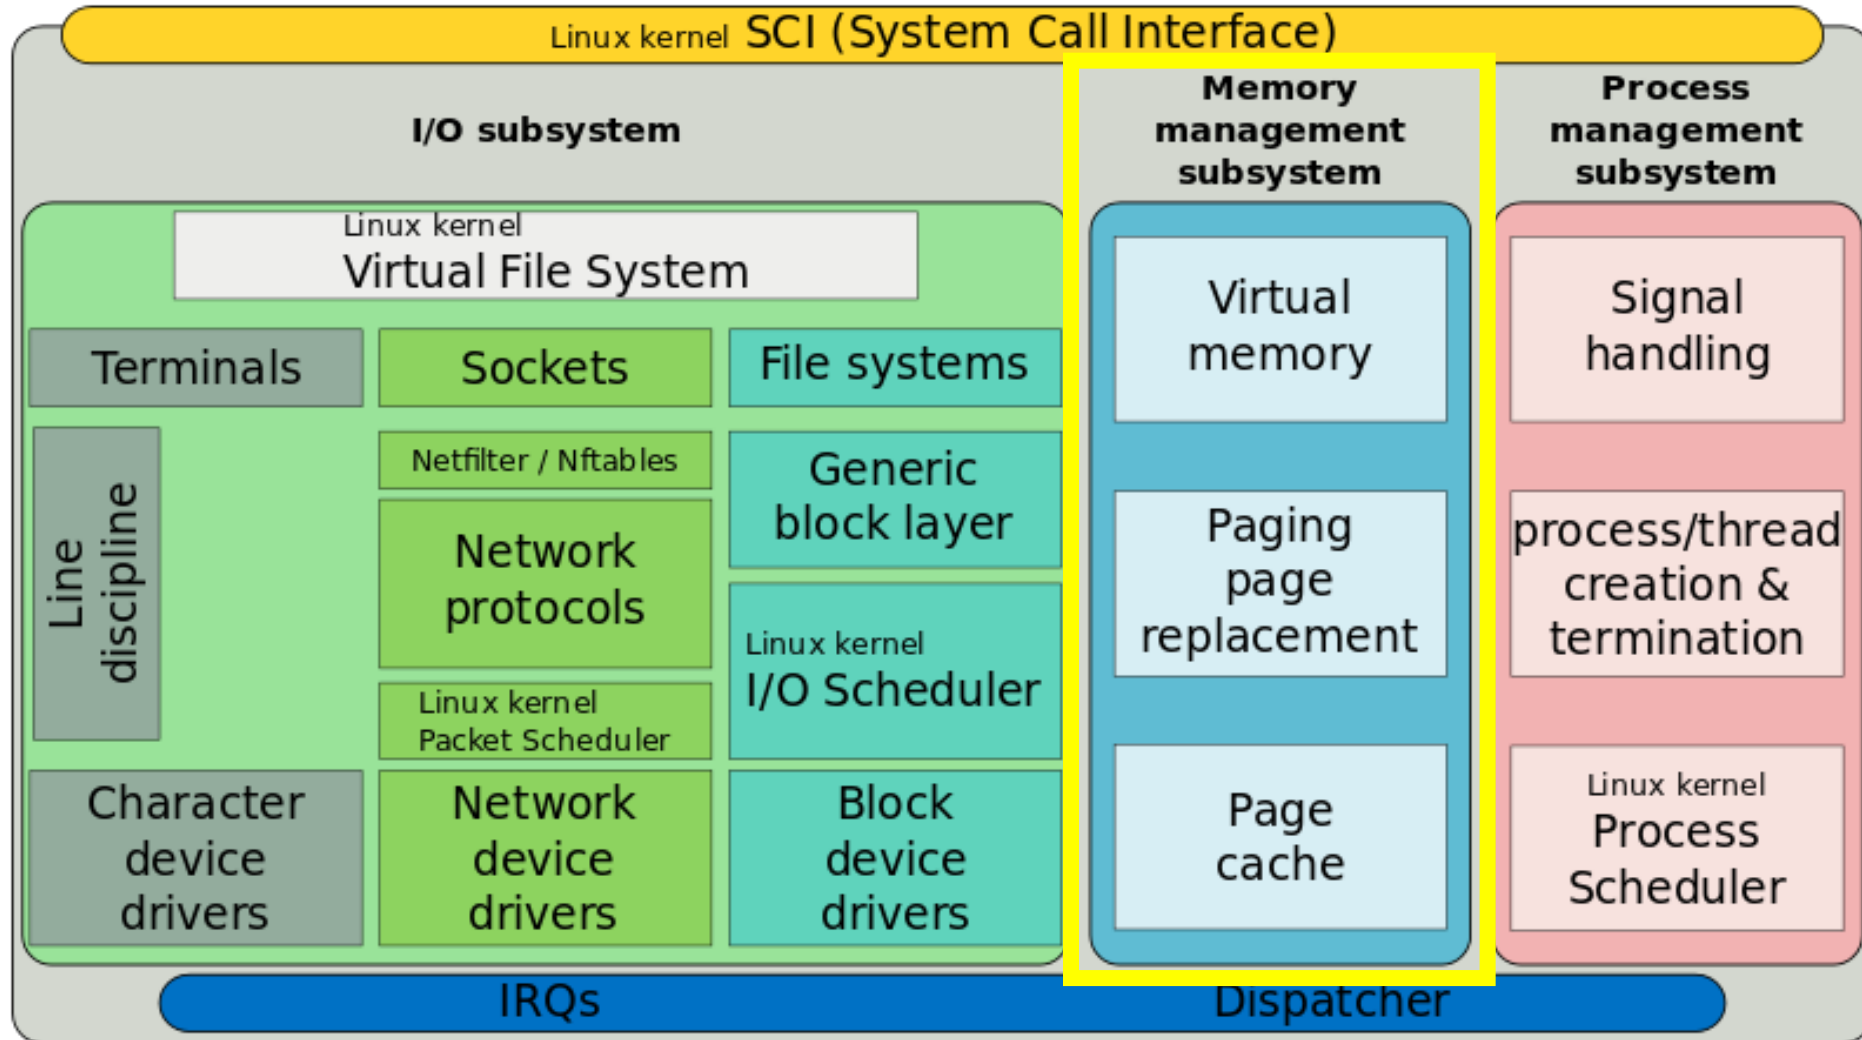 Linux kernel SCI (System Call Interface)
I/O subsystem
Memory
management
subsystem
Process
management
subsystem
Linux kernel
Virtual File System
Terminals
Sockets
File systems
Line
discipline
Netfilter / Nftables
Network
protocols
Linux kernel
Packet Scheduler
Generic
block layer
Linux kernel
I/O Scheduler
Character
device
drivers
Network
device
drivers
Block
device
drivers
Virtual
memory
Paging
page
replacement
Page
cache
Signal
handling
process/thread
creation &
termination
Linux kernel
Process
Scheduler
IRQs
Dispatcher